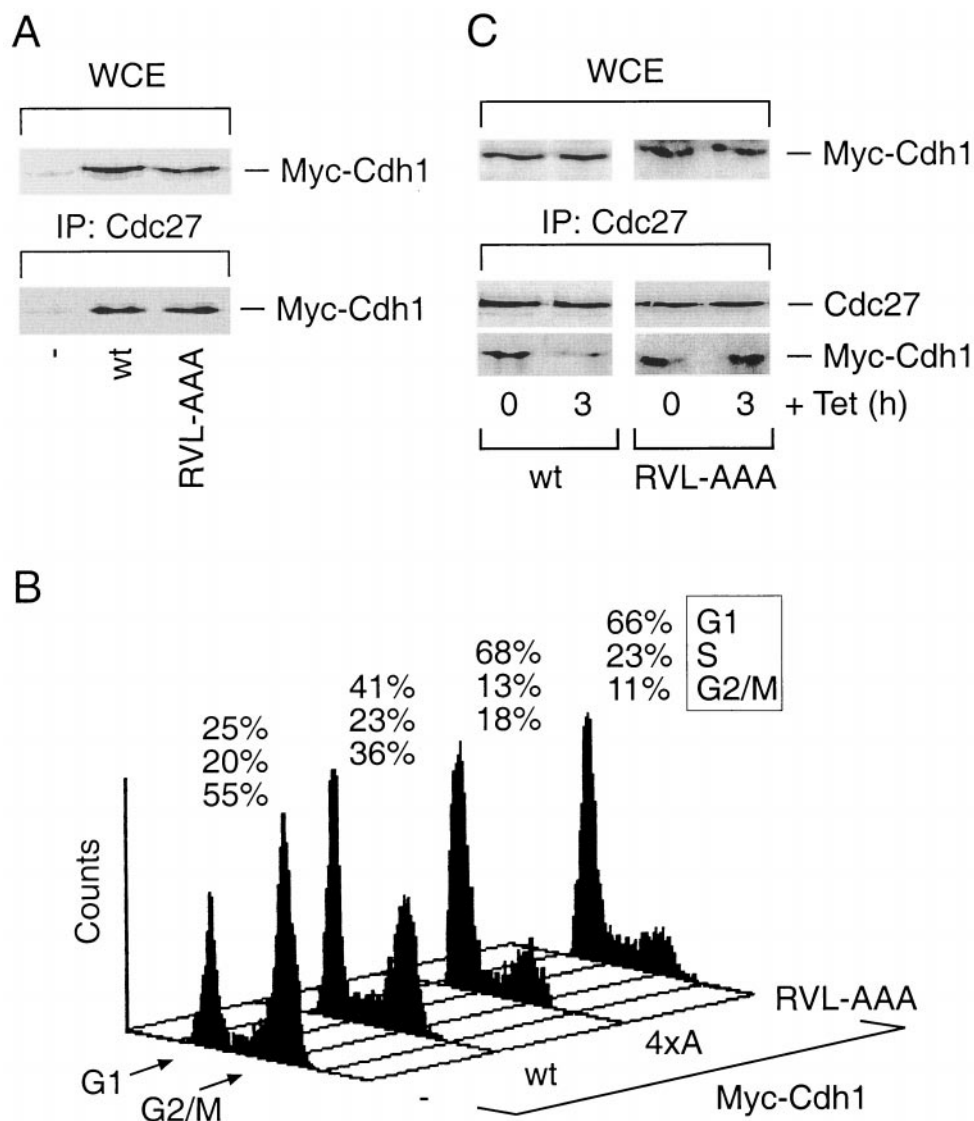 A
WCE
Myc-Cdh1
IP: Cdc27
Myc-Cdh1
-
wt
RVL-AAA
C
WCE
Myc-Cdh1
IP: Cdc27
Cdc27
Myc-Cdh1
0 3 0 3 + Tet (h)
wt RVL-AAA
B
66% G1
23% S
11% G2/M
68%
13%
18%
41%
23%
36%
25%
20%
55%
Counts
G1
G2/M
-
wt
4xA
RVL-AAA
Myc-Cdh1